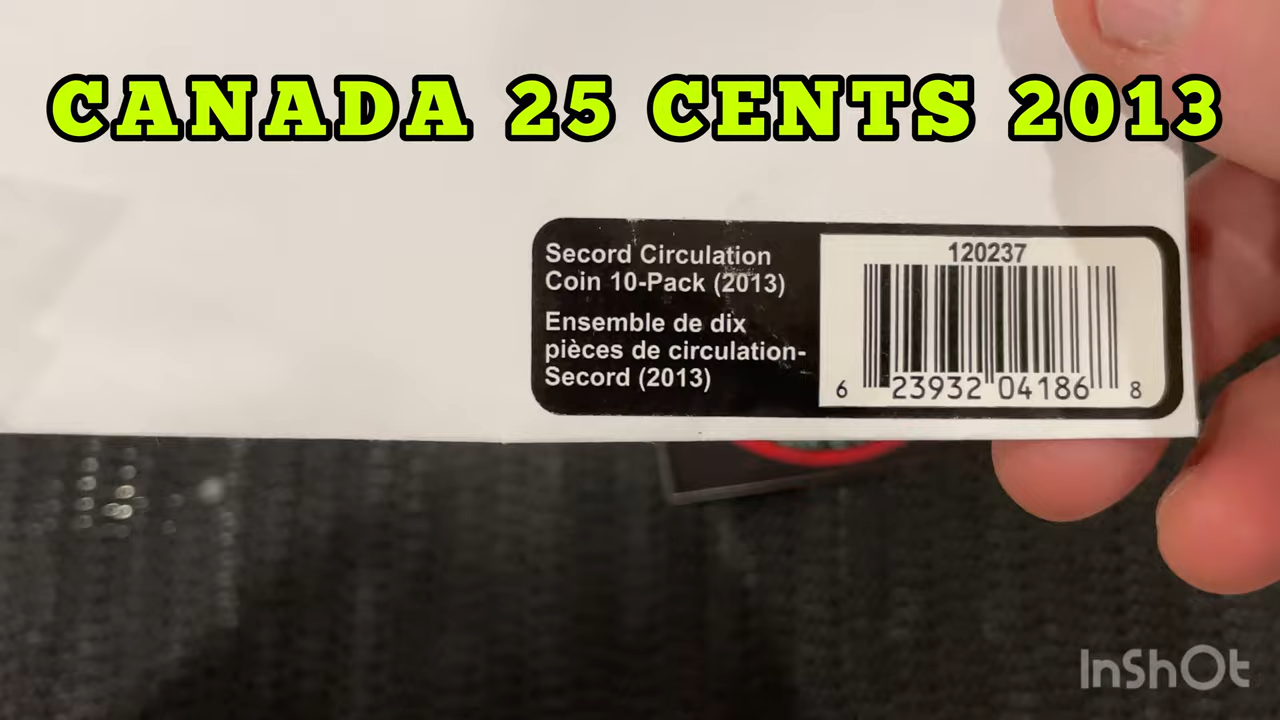 CANADA 25 CENTS 2013
Secord Circulation
Coin 10-Pack (2013)
Ensemble de dix
pièces de circulation-
Secord (2013)
120237
6 23932 04186 8
InShOt